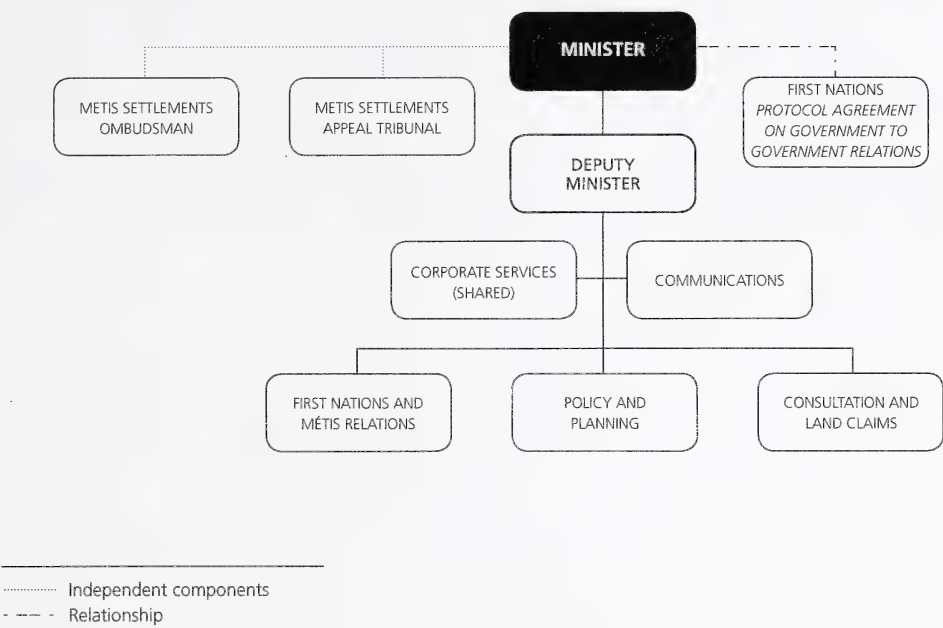 MINISTER
METIS SETTLEMENTS
OMBUDSMAN
METIS SETTLEMENTS
APPEAL TRIBUNAL
FIRST NATIONS
PROTOCOL AGREEMENT
ON GOVERNMENT TO
GOVERNMENT RELATIONS
DEPUTY
MINISTER
CORPORATE SERVICES
(SHARED)
COMMUNICATIONS
FIRST NATIONS AND
MÉTIS RELATIONS
POLICY AND
PLANNING
CONSULTATION AND
LAND CLAIMS
Independent components
Relationship